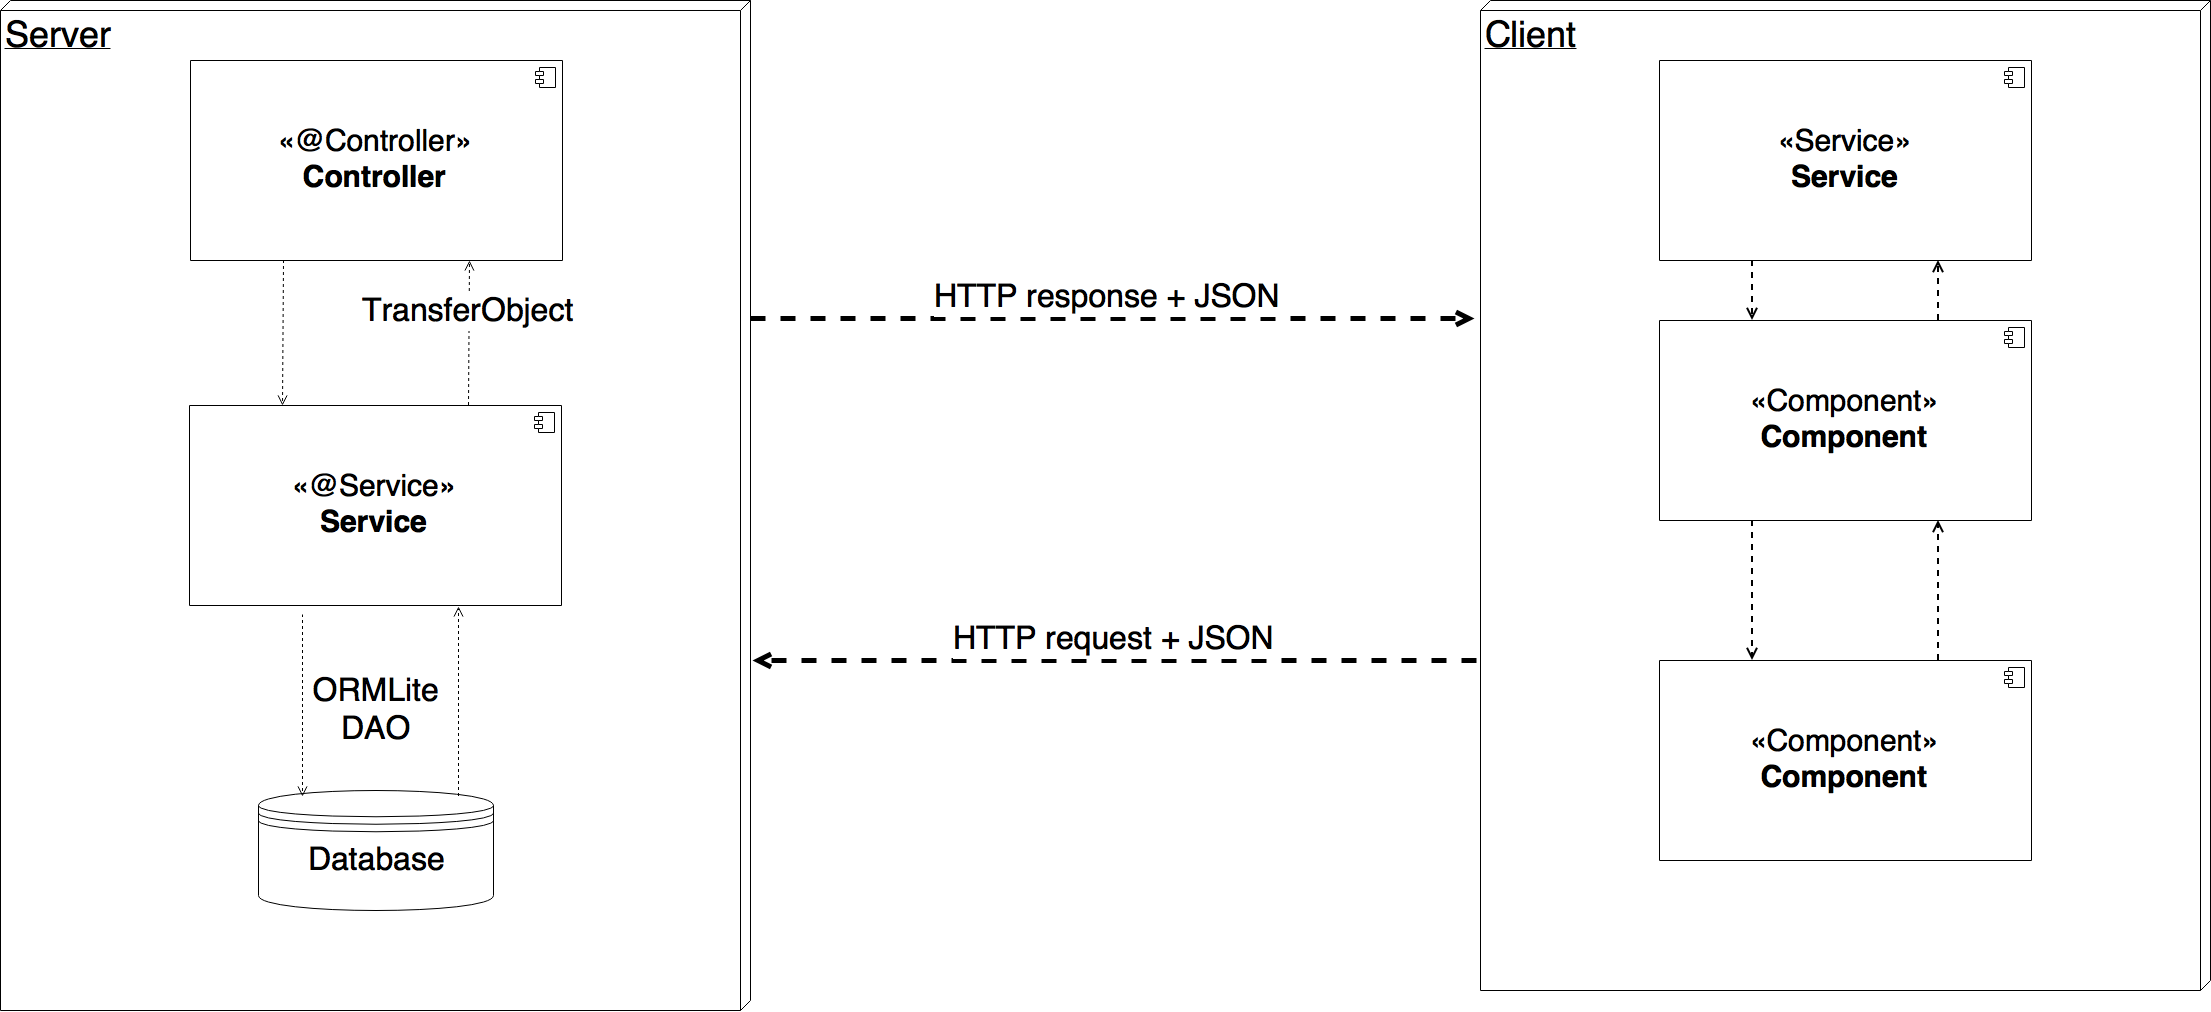 Server
«@Controller»
Controller
TransferObject
«@Service»
Service
ORMLite
DAO
Database
HTTP response + JSON
HTTP request + JSON
Client
«Service»
Service
«Component»
Component
«Component»
Component